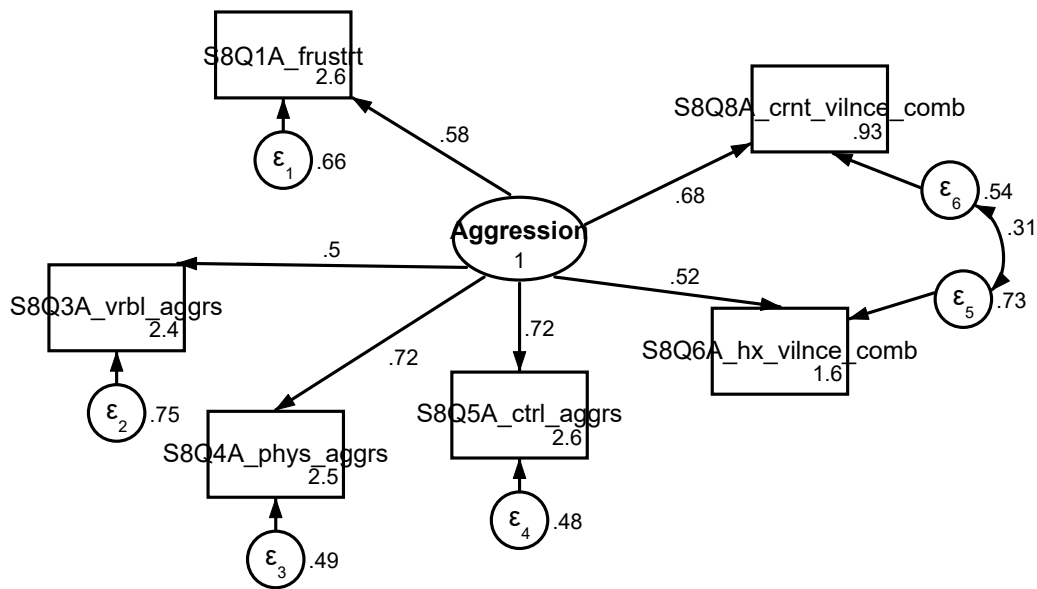 S8Q1A_frustrt
2.6
ε1
.66
.58
S8Q8A_crnt_vilnce_comb
.93
.68
ε6
.54
.31
Aggression
1
.5
S8Q3A_vrbl_aggrs
2.4
ε2
.75
.72
S8Q4A_phys_aggrs
2.5
ε3
.49
.72
S8Q5A_ctrl_aggrs
2.6
ε4
.48
.52
S8Q6A_hx_vilnce_comb
1.6
ε5
.73